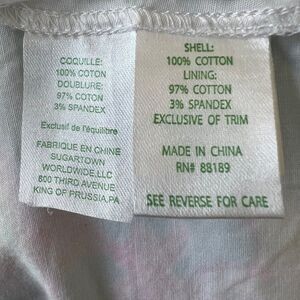 COQUILLE:
100% COTON
DOUBLURE:
97% COTON
3% SPANDEX
Exclusif de l'équilibre
FABRIQUE EN CHINE
SUGARTOWN
WORLDWIDE,LLC
800 THIRD AVENUE
KING OF PRUSSIA,PA
SHELL:
100% COTTON
LINING:
97% COTTON
3% SPANDEX
EXCLUSIVE OF TRIM
MADE IN CHINA
RN# 88189
SEE REVERSE FOR CARE